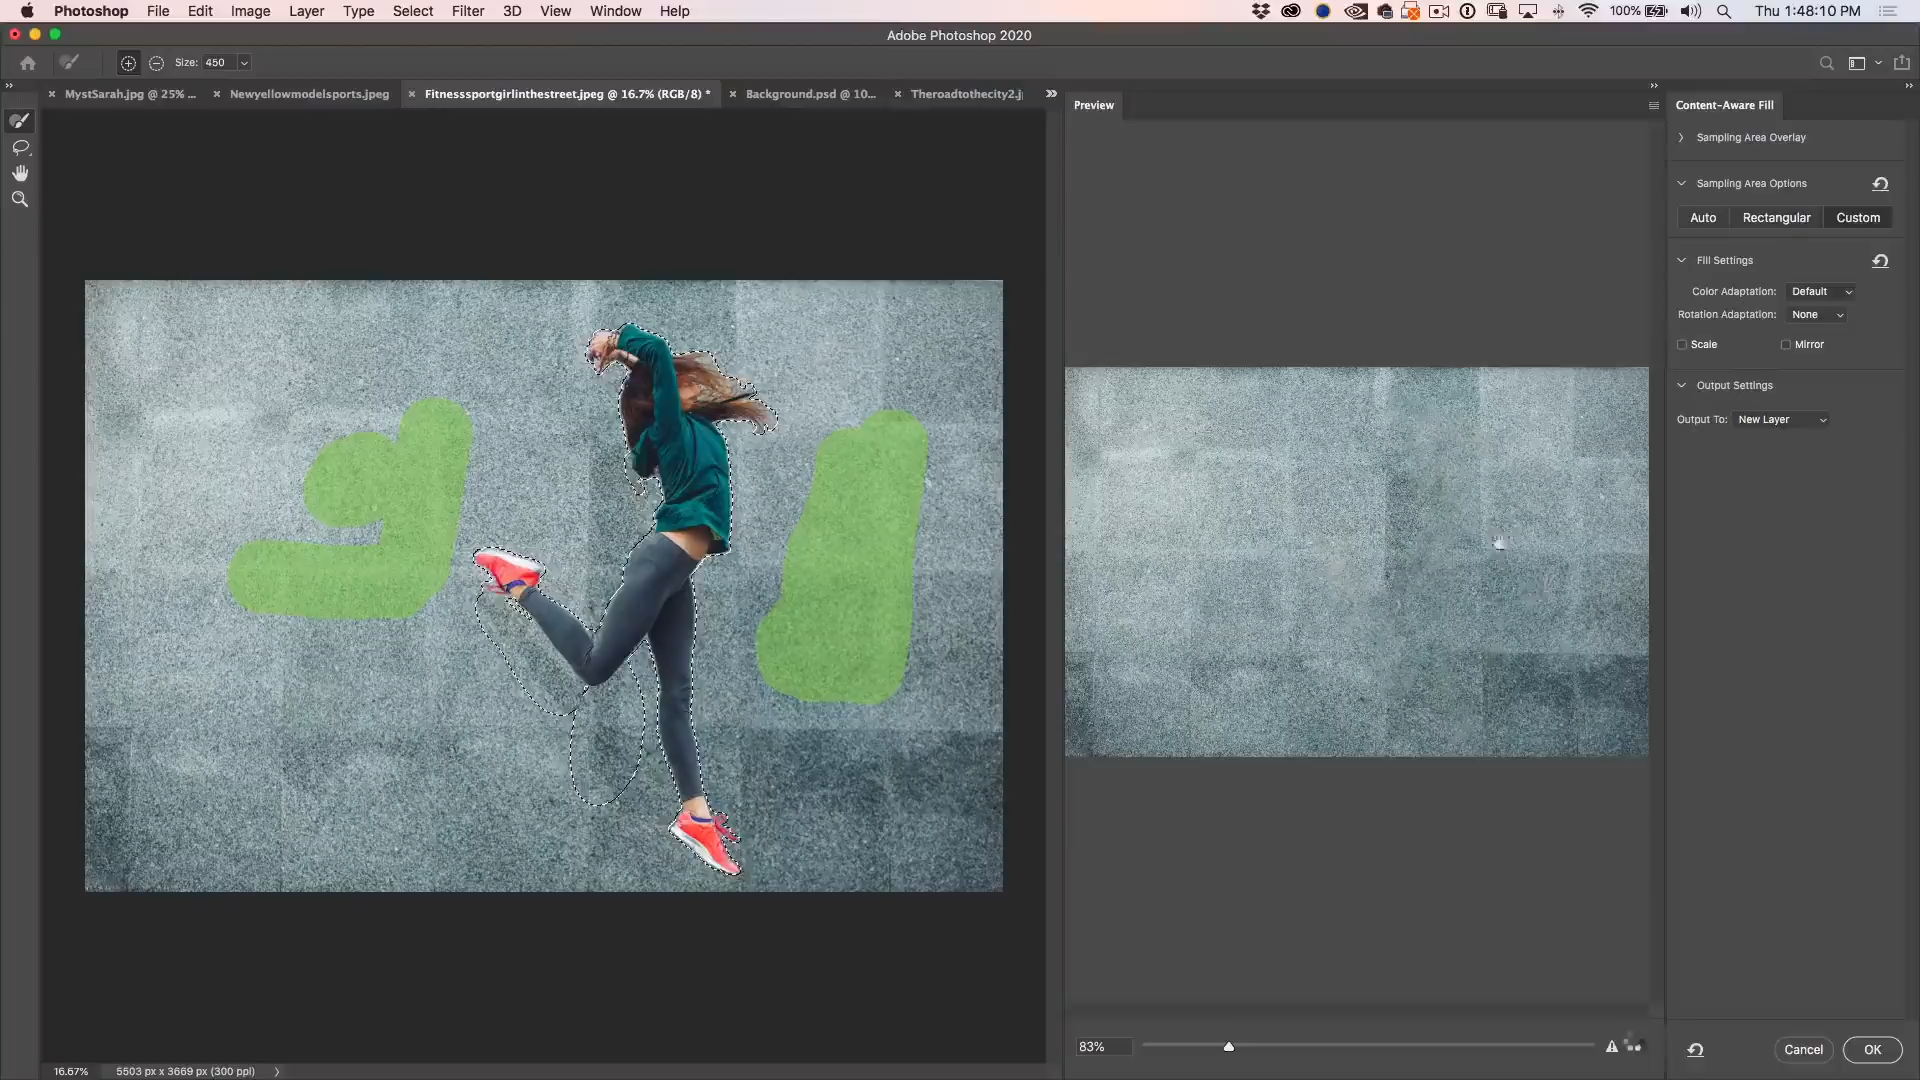 Photoshop File Edit Image Layer Type Select Filter 3D View Window Help 100% Thu 1:48:10 PM
Adobe Photoshop 2020
Size: 450
MystSarah.jpg @ 25% ... Newyellowmodelsports.jpeg Fitnesssportgirlinthestreet.jpeg @ 16.7% (RGB/8) * Background.psd @ 10... Theroadtothecity2.j
Preview
Content-Aware Fill
Sampling Area Overlay
Sampling Area Options
Auto Rectangular Custom
Fill Settings
Color Adaptation: Default
Rotation Adaptation: None
Scale Mirror
Output Settings
Output To: New Layer
83%
Cancel OK
16.67% 5503 px x 3669 px (300 ppi)